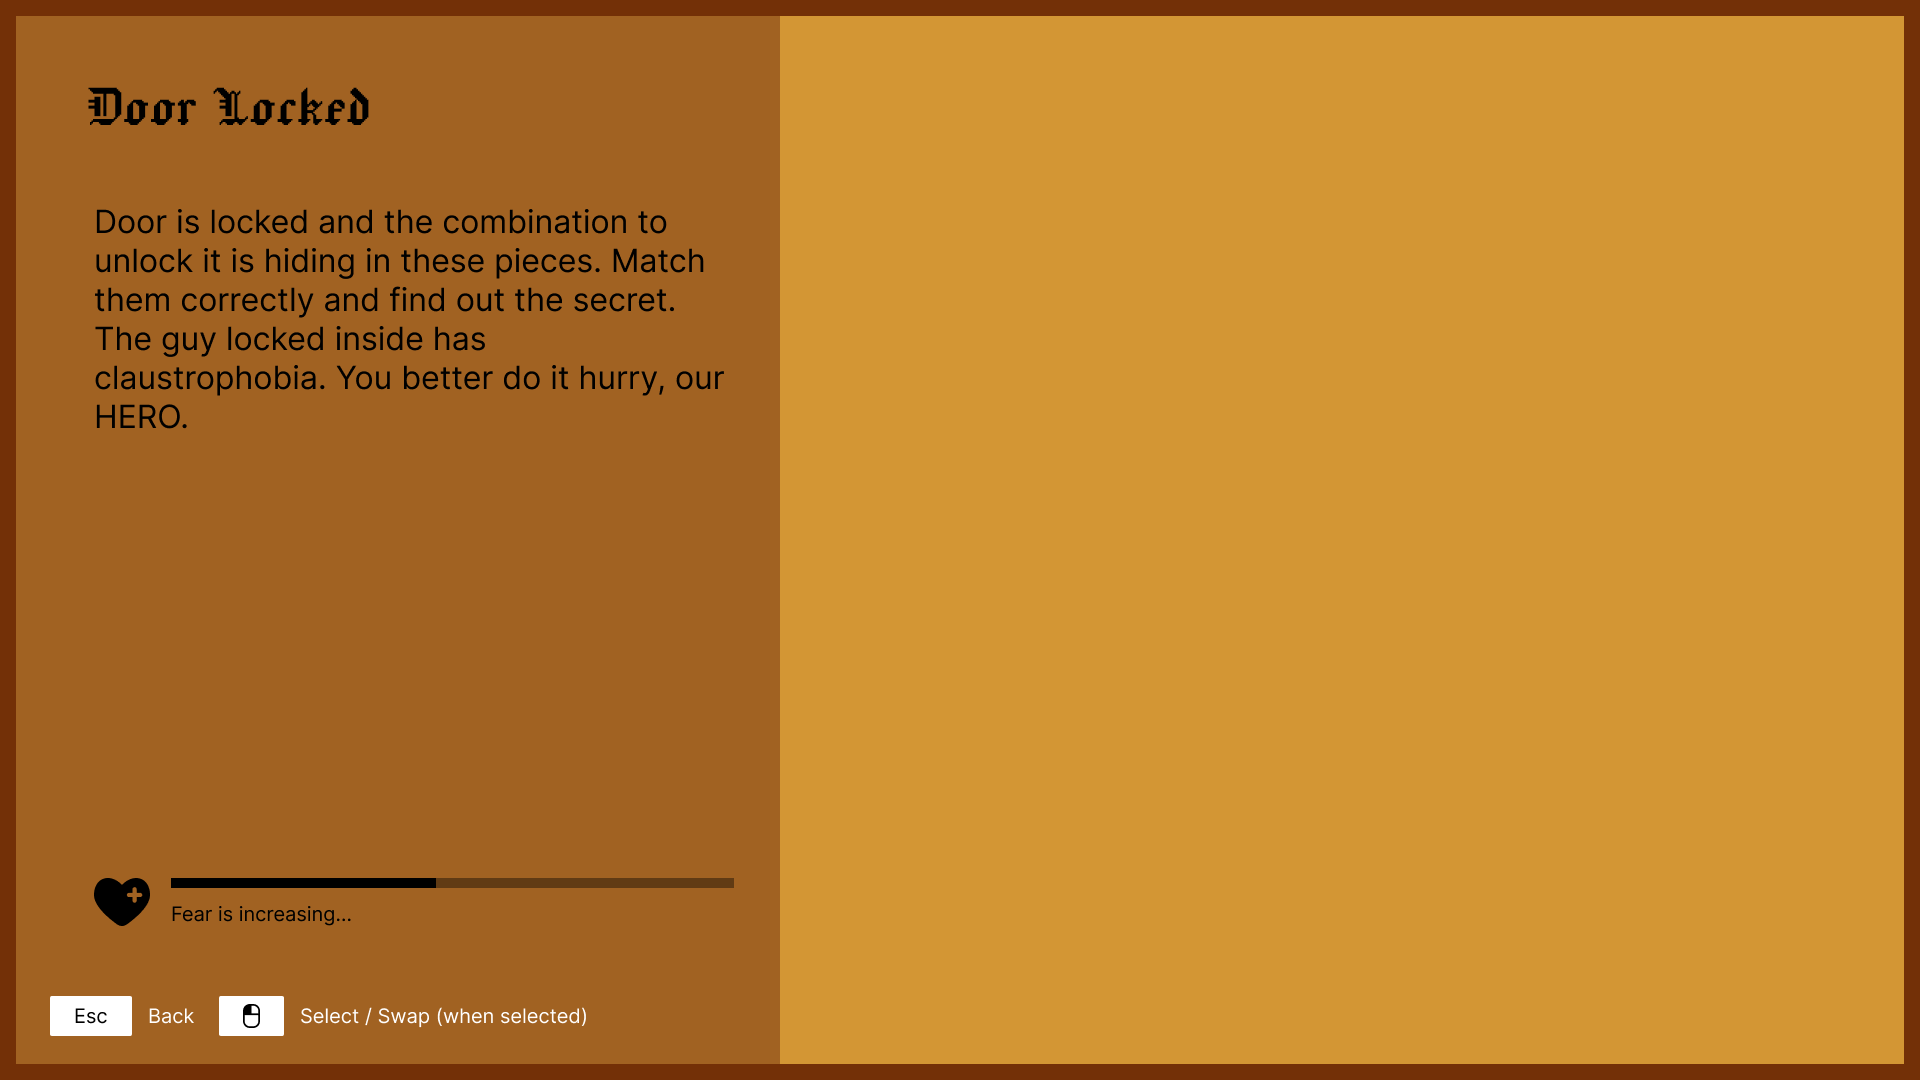 Door Locked
Door is locked and the combination to
unlock it is hiding in these pieces. Match
them correctly and find out the secret.
The guy locked inside has
claustrophobia. You better do it hurry, our
HERO.
Fear is increasing...
Esc Back Select / Swap (when selected)